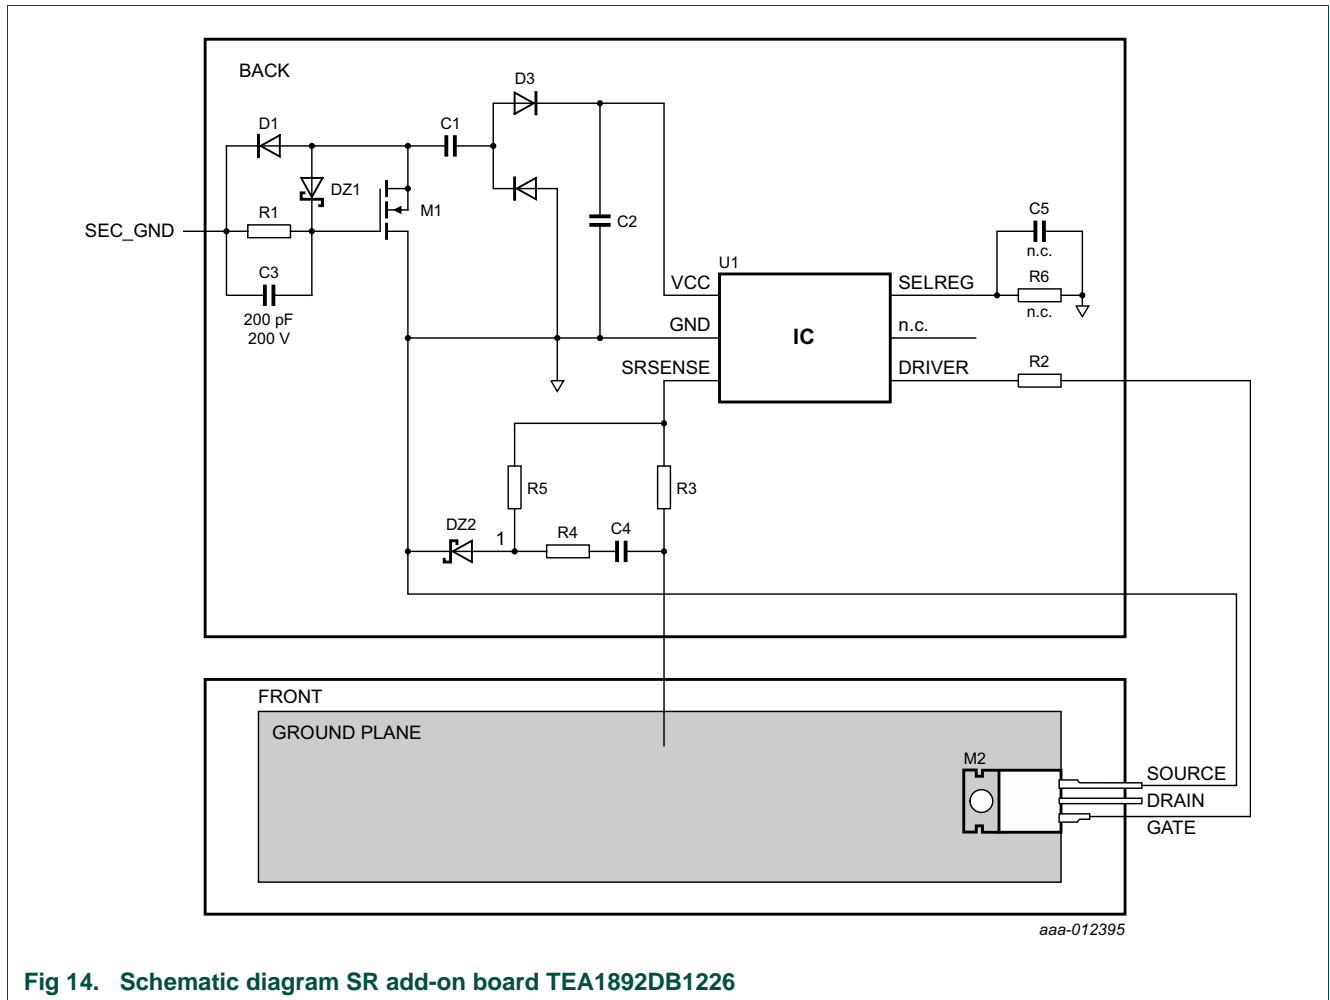 BACK
D3
D1
C1
DZ1
M1
R1
SEC_GND
C2
C5
n.c.
C3
200 pF
200 V
U1
VCC
SELREG
R6
n.c.
GND
IC
n.c.
SRSENSE
DRIVER
R2
R5
R3
DZ2
1
R4
C4
FRONT
GROUND PLANE
M2
SOURCE
DRAIN
GATE
aaa-012395
Fig 14. Schematic diagram SR add-on board TEA1892DB1226